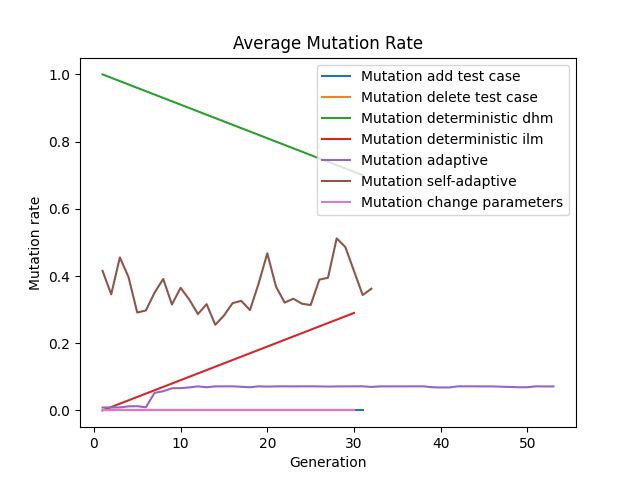 Average Mutation Rate
1.0
0.8
0.6
0.4
0.2
0.0
Mutation rate
Mutation add test case
Mutation delete test case
Mutation deterministic dhm
Mutation deterministic ilm
Mutation adaptive
Mutation self-adaptive
Mutation change parameters
0 10 20 30 40 50
Generation